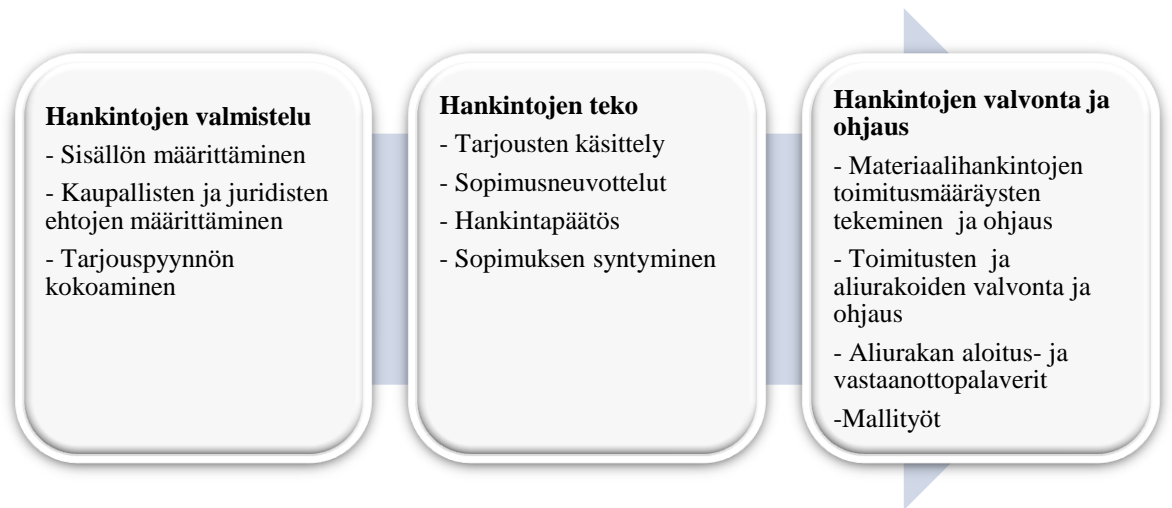 Hankintojen valmistelu
- Sisällön määrittäminen
- Kaupallisten ja juridisten
ehtojen määrittäminen
- Tarjouspyynnön
kokoaminen
Hankintojen teko
- Tarjousten käsittely
- Sopimusneuvottelut
- Hankintapäätös
- Sopimuksen syntyminen
Hankintojen valvonta ja
ohjaus
- Materiaalihankintojen
toimitusmääräysten
tekeminen ja ohjaus
- Toimitusten ja
aliurakoiden valvonta ja
ohjaus
- Aliurakan aloitus- ja
vastaanottopalaverit
-Mallityöt